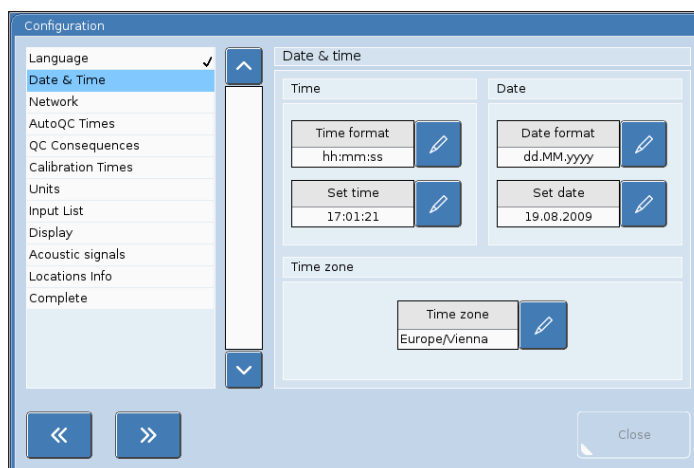 Configuration
Language
Date & Time
Network
AutoQC Times
QC Consequences
Calibration Times
Units
Input List
Display
Acoustic signals
Locations Info
Complete
Date & time
Time
Time format
hh:mm:ss
Set time
17:01:21
Date
Date format
dd.MM.yyyy
Set date
19.08.2009
Time zone
Time zone
Europe/Vienna
Close